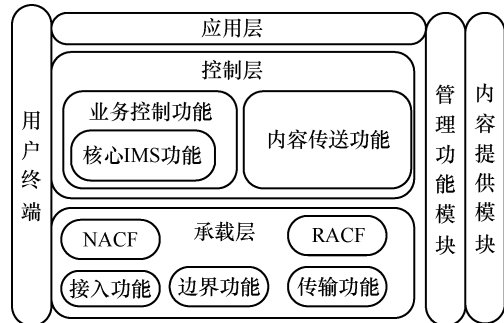 用户终端
应用层
控制层
业务控制功能
核心IMS功能
内容传送功能
承载层
NACF
RACF
接入功能
边界功能
传输功能
管理功能模块
内容提供模块